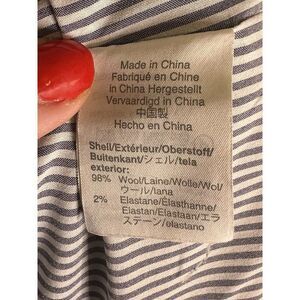 Made in China
Fabriqué en Chine
in China Hergestellt
Vervaardigd in China
中国製
Hecho en China
Shell/Extérieur/Oberstoff/
Buitenkant/シェル/tela
exterior:
98% Wool/Laine/Wolle/Wol/
ウール/lana
2% Elastane/Élasthanne/
Elastan/Elastaan/エラ
ステーン/elastano